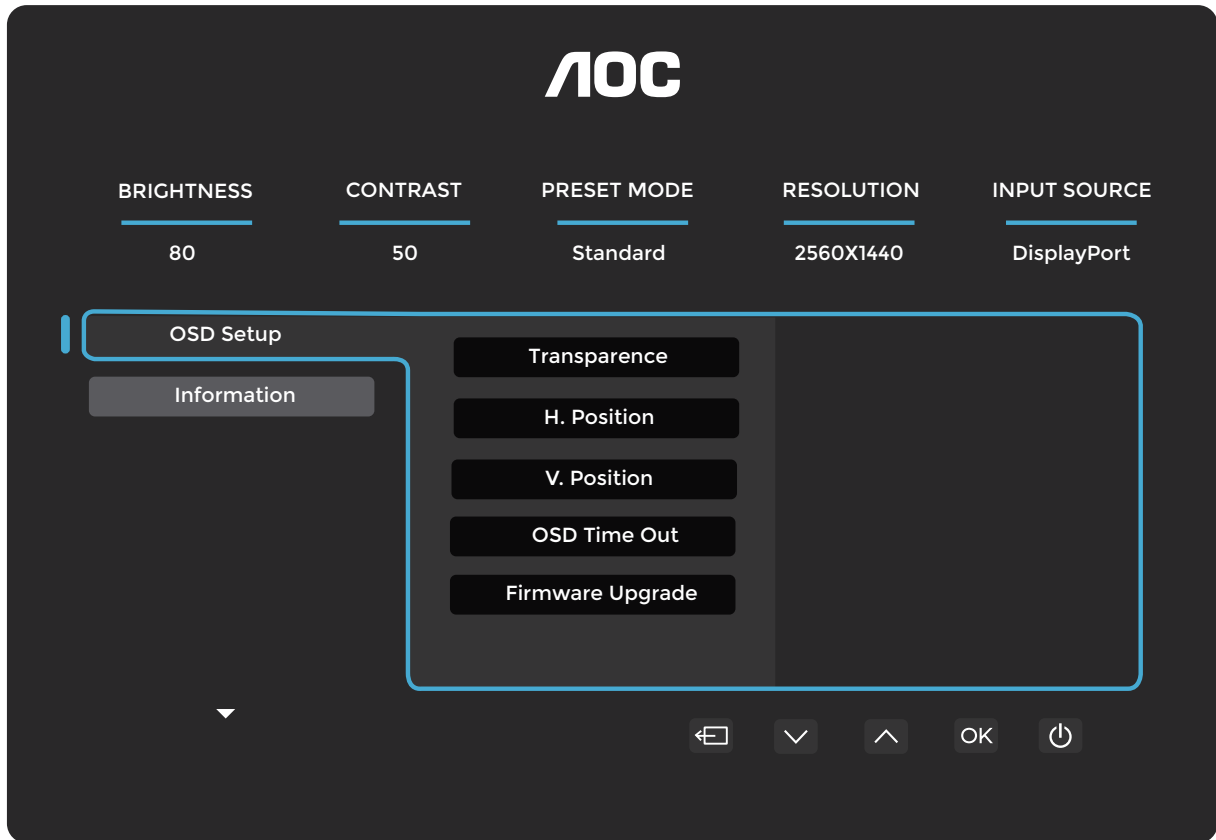 AOC
BRIGHTNESS CONTRAST PRESET MODE RESOLUTION INPUT SOURCE
80 50 Standard 2560X1440 DisplayPort
OSD Setup
Information
Transparence
H. Position
V. Position
OSD Time Out
Firmware Upgrade
OK